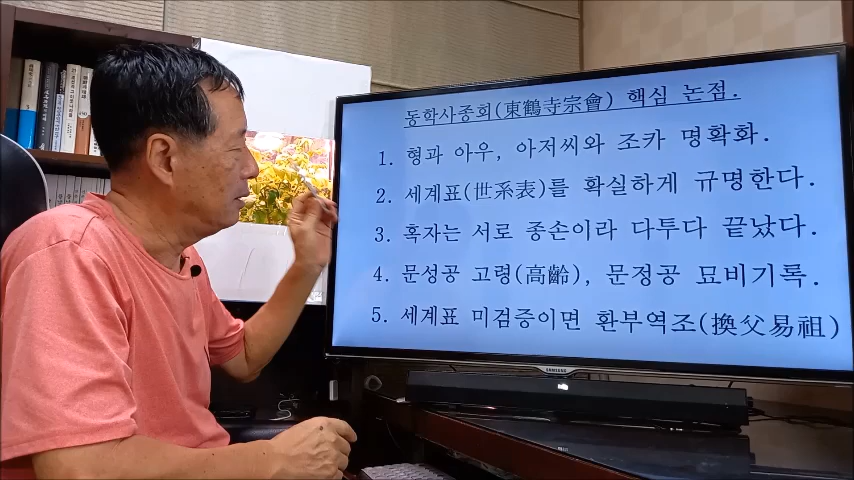 동학사종회(東鶴寺宗會) 핵심 논점.
1. 형과 아우, 아저씨와 조카 명확화.
2. 세계표(世系表)를 확실하게 규명한다.
3. 혹자는 서로 종손이라 다투다 끝났다.
4. 문성공 고령(高齡), 문정공 묘비기록.
5. 세계표 미검증이면 환부역조(換父易祖)
SAMSUNG